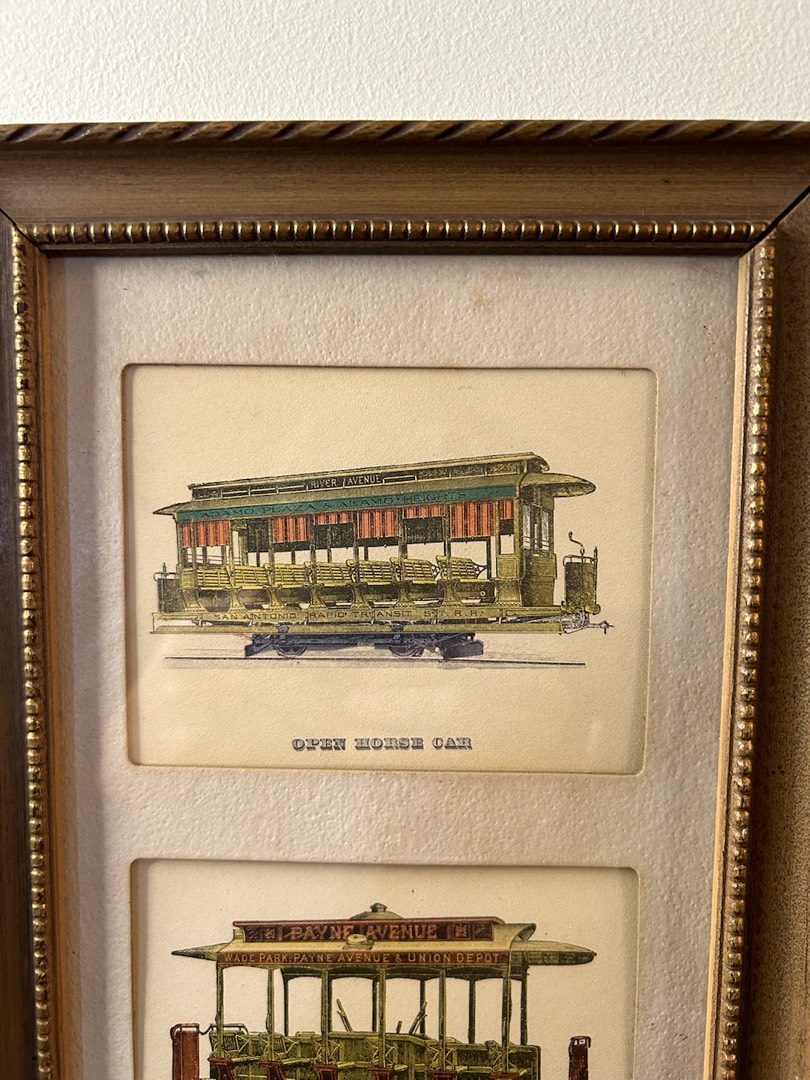 RIVER AVENUE
ALAMO PLAZA & ALAMO HEIGHTS
SAN ANTONIO RAPID TRANSIT ST. R.R.
OPEN HORSE CAR
PAYNE AVENUE
WADE PARK, PAYNE AVENUE & UNION DEPOT